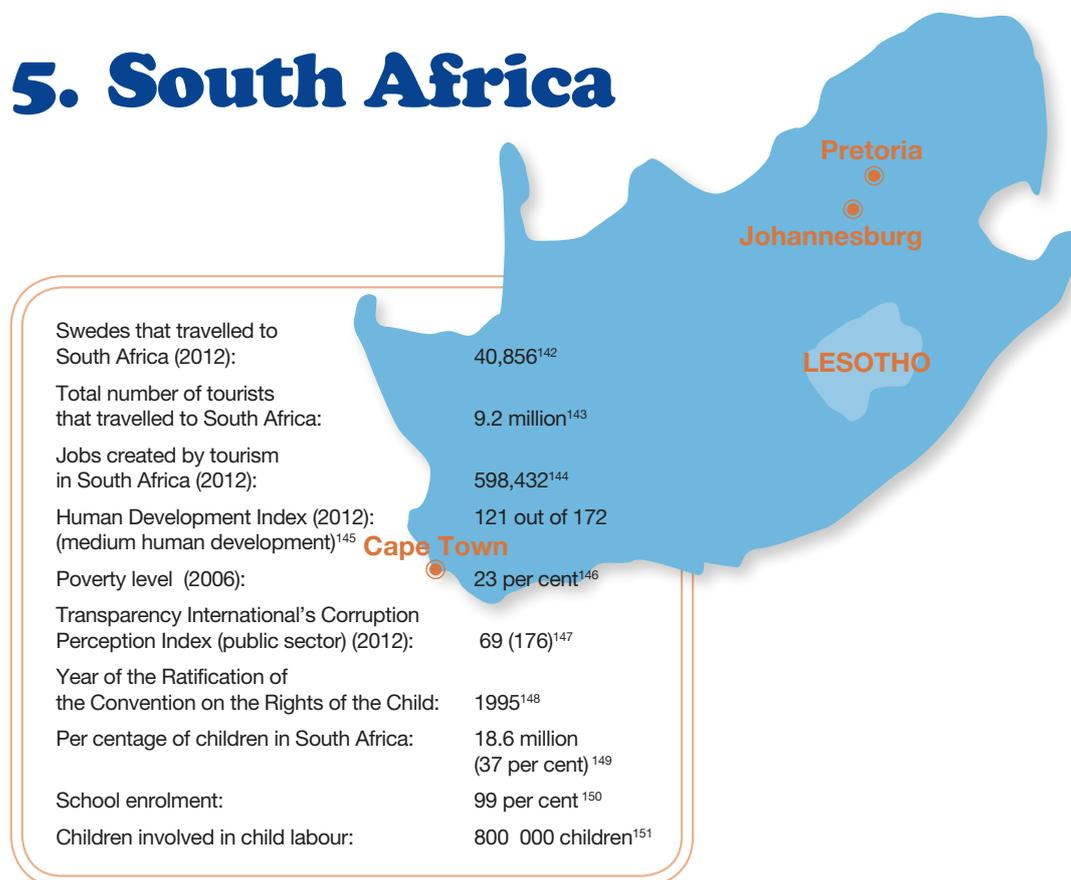 5. South Africa
Pretoria
Johannesburg
LESOTHO
Cape Town
Swedes that travelled to
South Africa (2012): 40,856142
Total number of tourists
that travelled to South Africa: 9.2 million143
Jobs created by tourism
in South Africa (2012): 598,432144
Human Development Index (2012): 121 out of 172
(medium human development)145
Poverty level (2006): 23 per cent146
Transparency International's Corruption
Perception Index (public sector) (2012): 69 (176)147
Year of the Ratification of
the Convention on the Rights of the Child: 1995148
Per centage of children in South Africa: 18.6 million
(37 per cent) 149
School enrolment: 99 per cent 150
Children involved in child labour: 800 000 children151